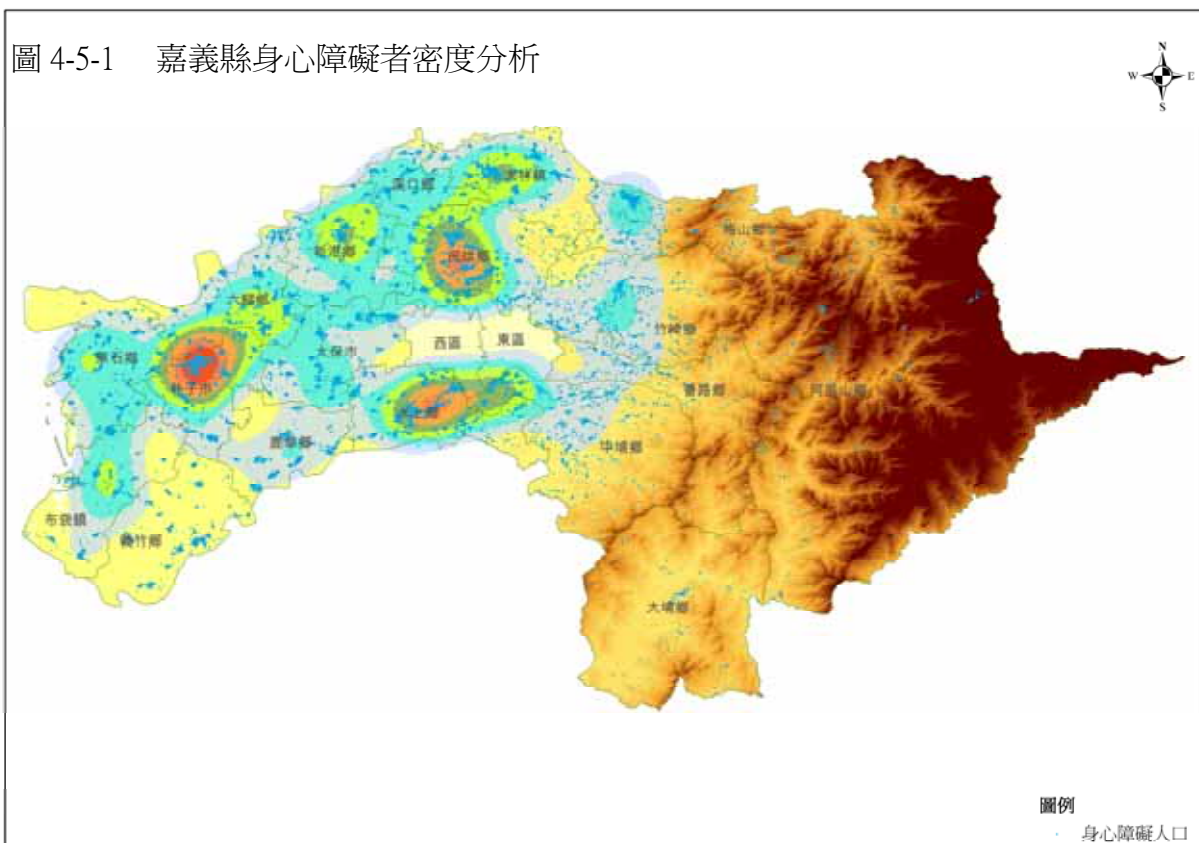 圖 4-5-1 嘉義縣身心障礙者密度分析
N
W E
S
溪口鄉
大林鎮
新港鄉
民雄鄉
梅山鄉
六腳鄉
東石鄉
朴子市
太保市
西區
東區
竹崎鄉
番路鄉
阿里山鄉
鹿草鄉
中埔鄉
布袋鎮
義竹鄉
大埔鄉
圖例
身心障礙人口